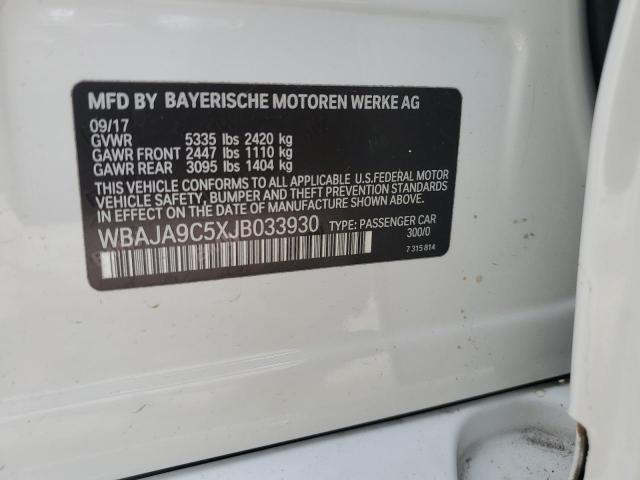 MFD BY BAYERISCHE MOTOREN WERKE AG
09/17
GVWR 5335 lbs 2420 kg
GAWR FRONT 2447 lbs 1110 kg
GAWR REAR 3095 lbs 1404 kg
THIS VEHICLE CONFORMS TO ALL APPLICABLE U.S.FEDERAL MOTOR
VEHICLE SAFETY, BUMPER AND THEFT PREVENTION STANDARDS IN
EFFECT ON THE DATE OF MANUFACTURE SHOWN ABOVE.
WBAJA9C5XJB033930 TYPE: PASSENGER CAR
300/0
7 315 814